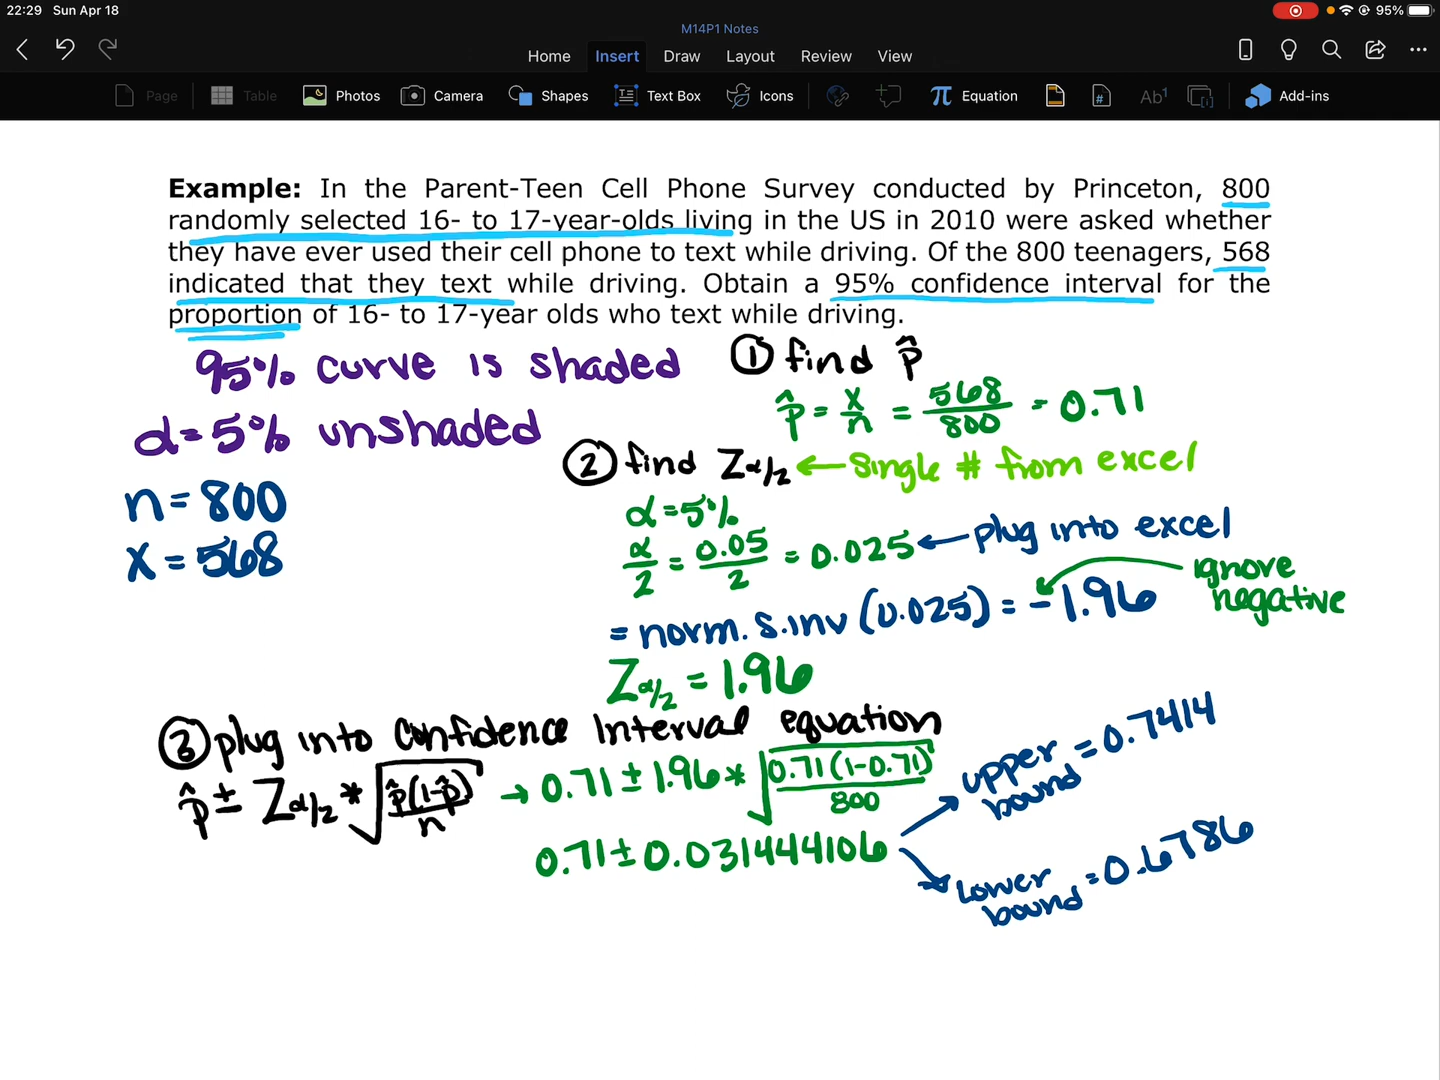 22:29 Sun Apr 18
95%
M14P1 Notes
Home Insert Draw Layout Review View
Page Table Photos Camera Shapes Text Box Icons Equation Ab¹ Add-ins
Example: In the Parent-Teen Cell Phone Survey conducted by Princeton, 800
randomly selected 16- to 17-year-olds living in the US in 2010 were asked whether
they have ever used their cell phone to text while driving. Of the 800 teenagers, 568
indicated that they text while driving. Obtain a 95% confidence interval for the
proportion of 16- to 17-year olds who text while driving.
95% curve is shaded
α = 5% unshaded
n = 800
x = 568
① find p̂
p̂ = x/n = 568/800 = 0.71
② find Zα/2 ← single # from excel
α = 5%
α/2 = 0.05/2 = 0.025 ← plug into excel
= norm.s.inv (0.025) = -1.96
ignore
negative
Zα/2 = 1.96
③ plug into confidence interval equation
p̂ ± Zα/2 * √(p̂(1-p̂)/n) → 0.71 ± 1.96 * √(0.71(1-0.71)/800)
0.71 ± 0.031444106
upper bound = 0.7414
lower bound = 0.6786